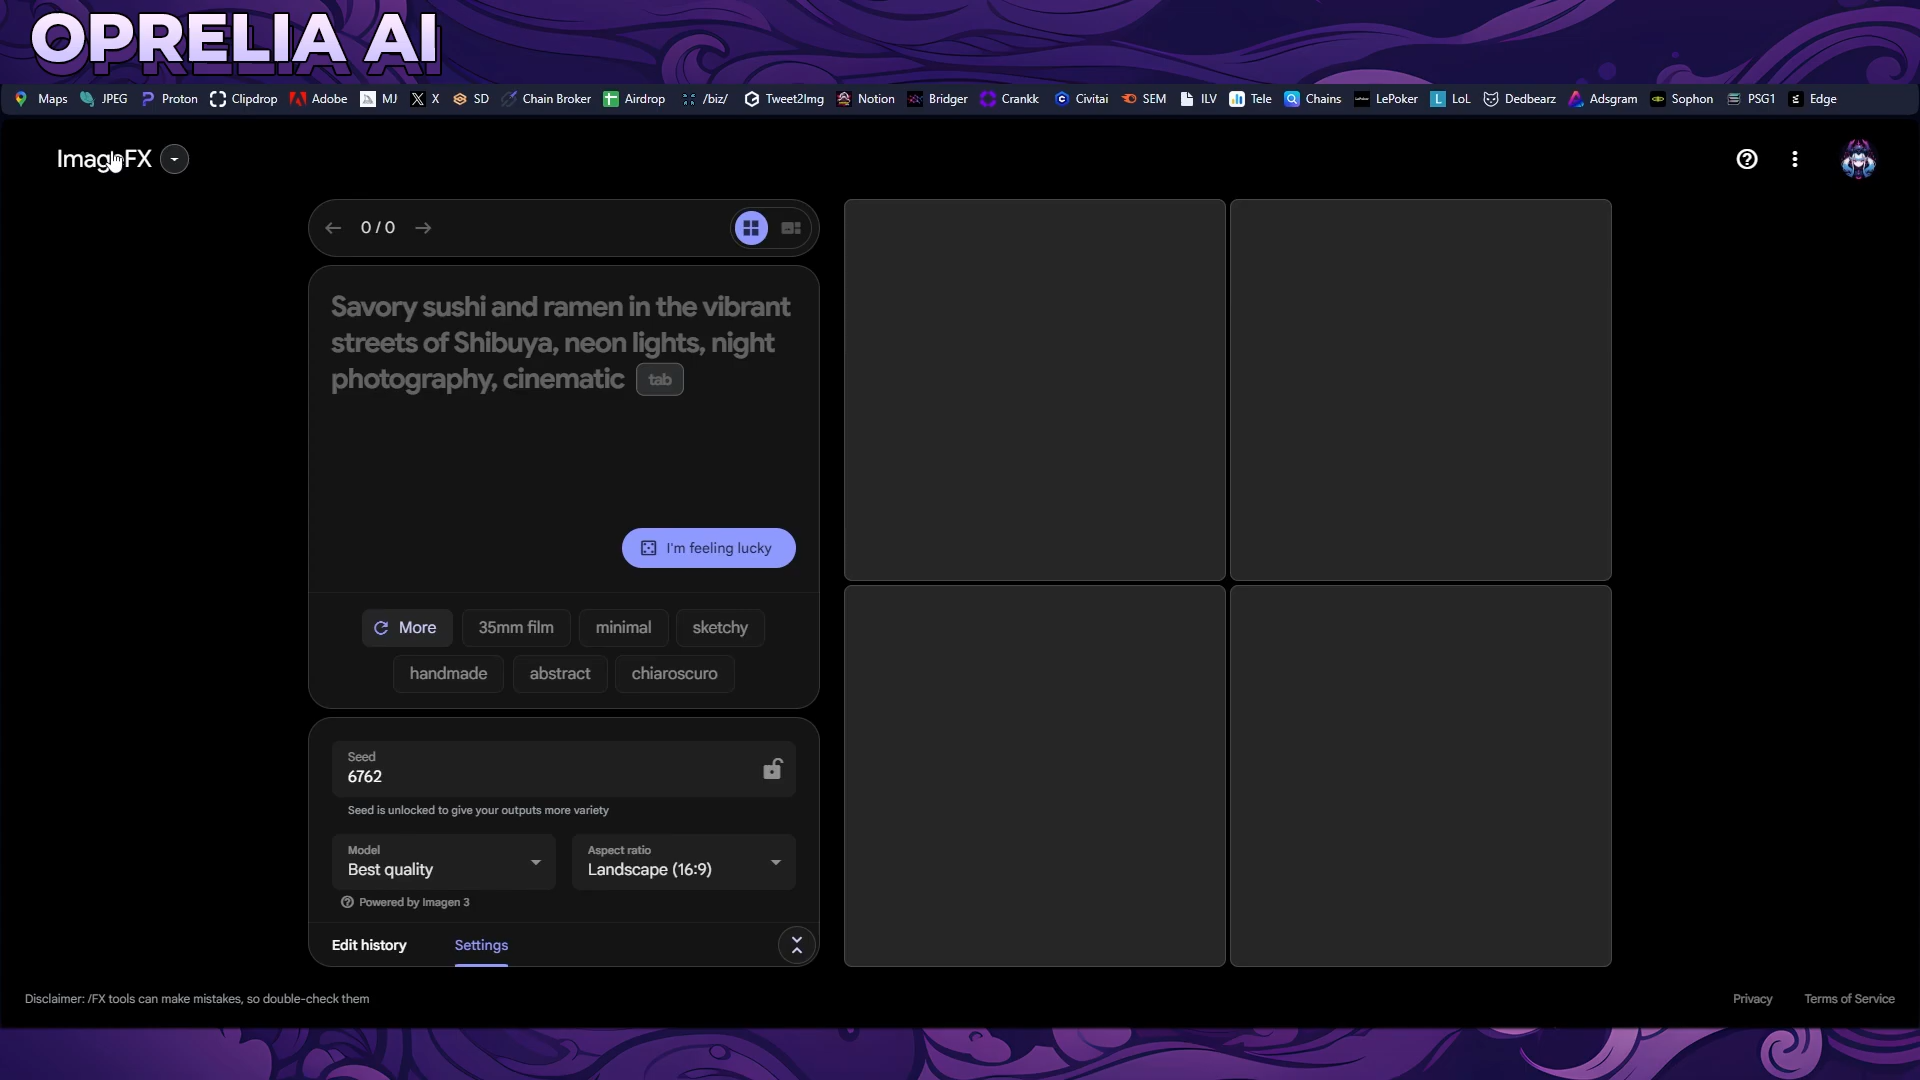 OPRELIA AI
Maps JPEG Proton Clipdrop Adobe MJ X SD Chain Broker Airdrop /biz/ Tweet2Img Notion Bridger Crankk Civitai SEM ILV Tele Chains LePoker LoL Dedbearz Adsgram Sophon PSG1 Edge
ImageFX
0 / 0
Savory sushi and ramen in the vibrant
streets of Shibuya, neon lights, night
photography, cinematic tab
I'm feeling lucky
More 35mm film minimal sketchy
handmade abstract chiaroscuro
Seed
6762
Seed is unlocked to give your outputs more variety
Model Aspect ratio
Best quality Landscape (16:9)
Powered by Imagen 3
Edit history Settings
Disclaimer: /FX tools can make mistakes, so double-check them Privacy Terms of Service